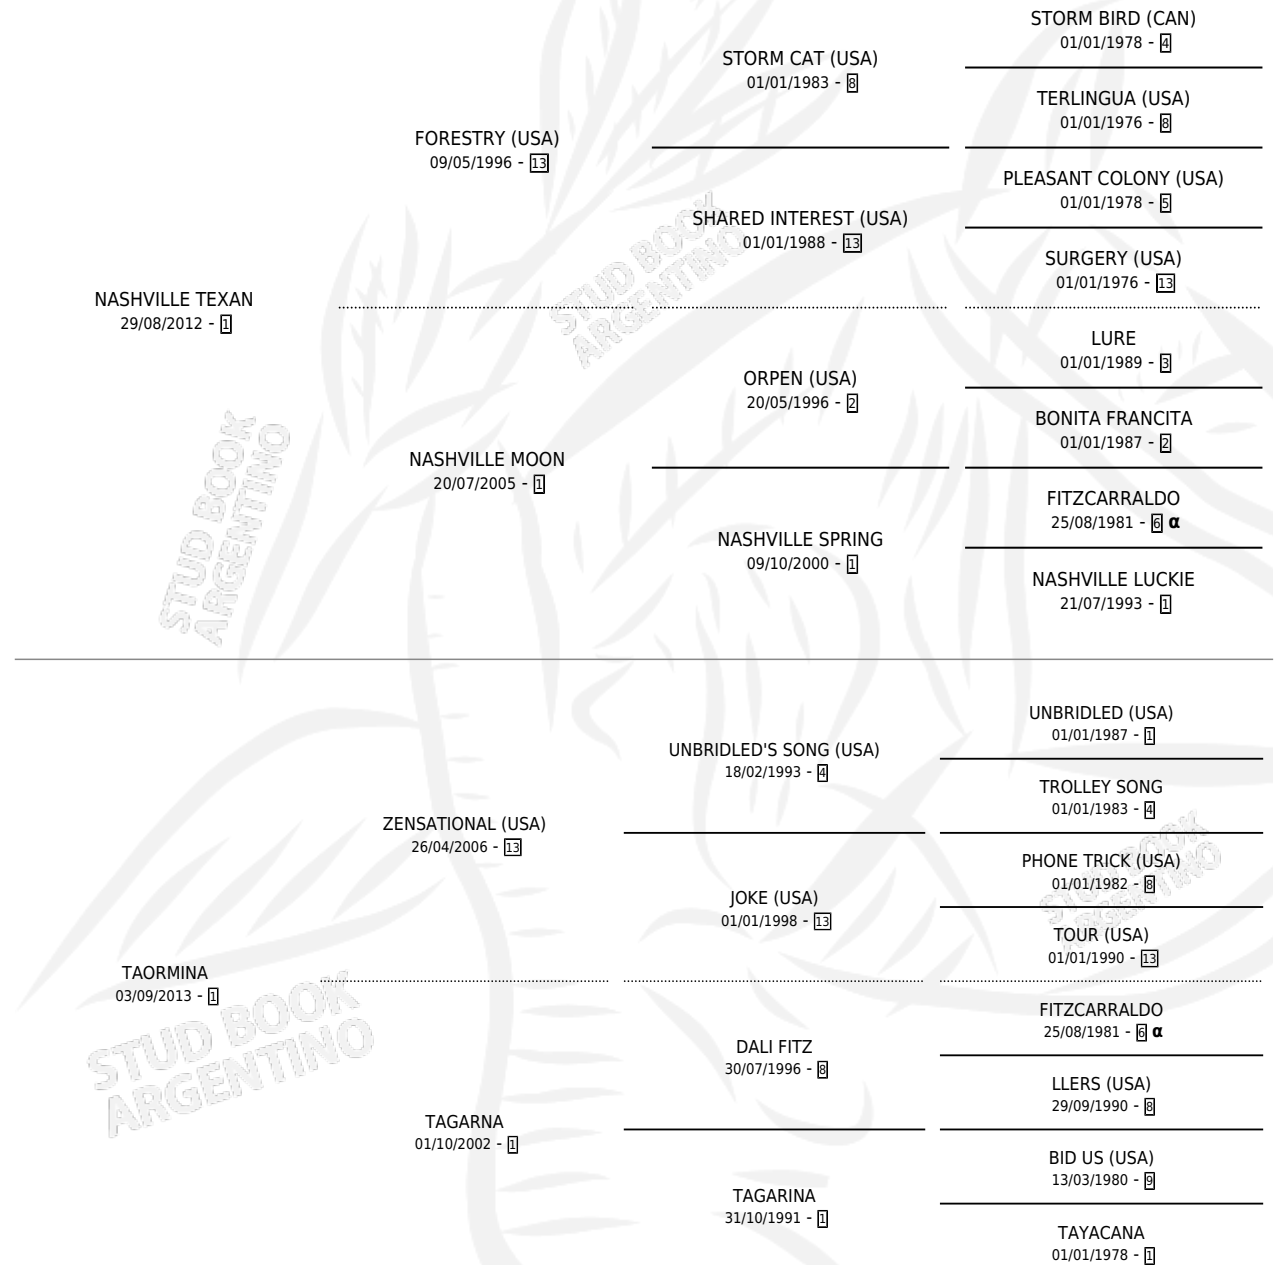 STORM BIRD (CAN)
01/01/1978 - 4
STORM CAT (USA)
01/01/1983 - 8
TERLINGUA (USA)
01/01/1976 - 8
FORESTRY (USA)
09/05/1996 - 13
PLEASANT COLONY (USA)
01/01/1978 - 5
SHARED INTEREST (USA)
01/01/1988 - 13
SURGERY (USA)
01/01/1976 - 13
NASHVILLE TEXAN
29/08/2012 - 1
LURE
01/01/1989 - 3
ORPEN (USA)
20/05/1996 - 2
BONITA FRANCITA
01/01/1987 - 2
NASHVILLE MOON
20/07/2005 - 1
FITZCARRALDO
25/08/1981 - 6 α
NASHVILLE SPRING
09/10/2000 - 1
NASHVILLE LUCKIE
21/07/1993 - 1
UNBRIDLED (USA)
01/01/1987 - 1
UNBRIDLED'S SONG (USA)
18/02/1993 - 4
TROLLEY SONG
01/01/1983 - 4
ZENSATIONAL (USA)
26/04/2006 - 13
PHONE TRICK (USA)
01/01/1982 - 8
JOKE (USA)
01/01/1998 - 13
TOUR (USA)
01/01/1990 - 13
TAORMINA
03/09/2013 - 1
FITZCARRALDO
25/08/1981 - 6 α
DALI FITZ
30/07/1996 - 8
LLERS (USA)
29/09/1990 - 8
TAGARNA
01/10/2002 - 1
BID US (USA)
13/03/1980 - 9
TAGARINA
31/10/1991 - 1
TAYACANA
01/01/1978 - 1
STUD BOOK
ARGENTINO
STUD BOOK
ARGENTINO
STUD BOOK
ARGENTINO
STUD BOOK
ARGENTINO